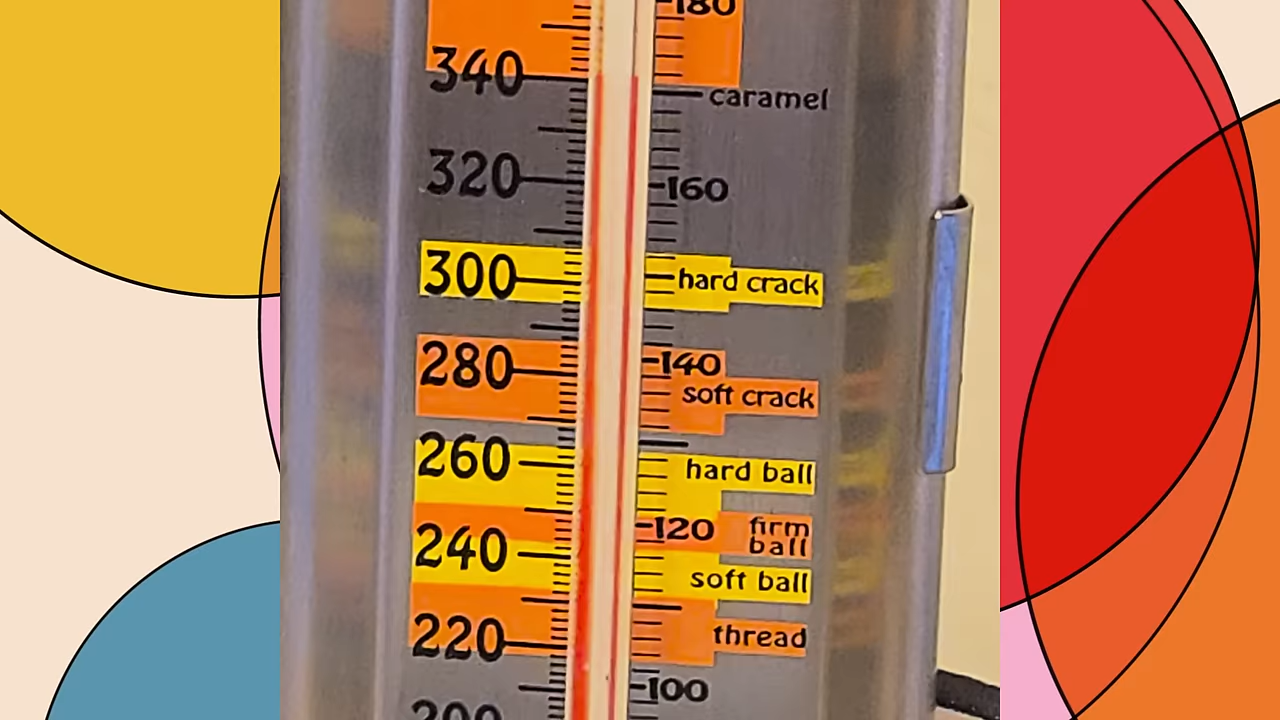 180
340
caramel
320
160
300
hard crack
280
140
soft crack
260
hard ball
120
firm
ball
240
soft ball
220
thread
100
200